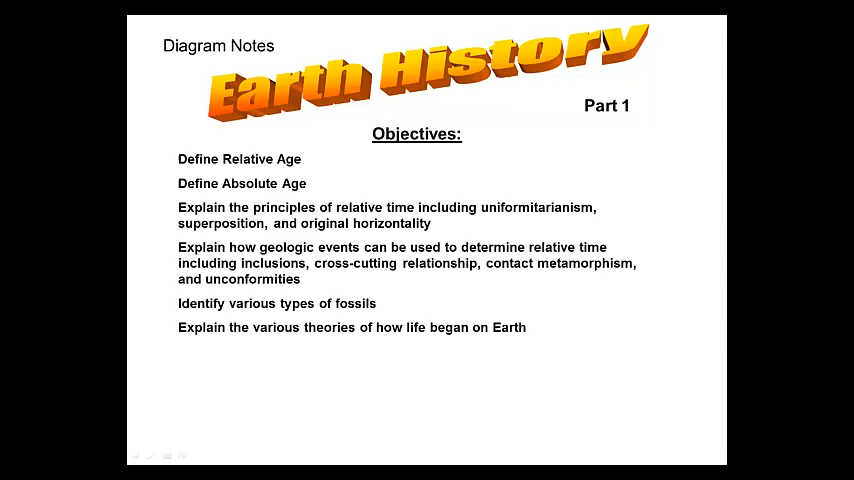 Diagram Notes
Earth History
Part 1
Objectives:
Define Relative Age
Define Absolute Age
Explain the principles of relative time including uniformitarianism,
superposition, and original horizontality
Explain how geologic events can be used to determine relative time
including inclusions, cross-cutting relationship, contact metamorphism,
and unconformities
Identify various types of fossils
Explain the various theories of how life began on Earth